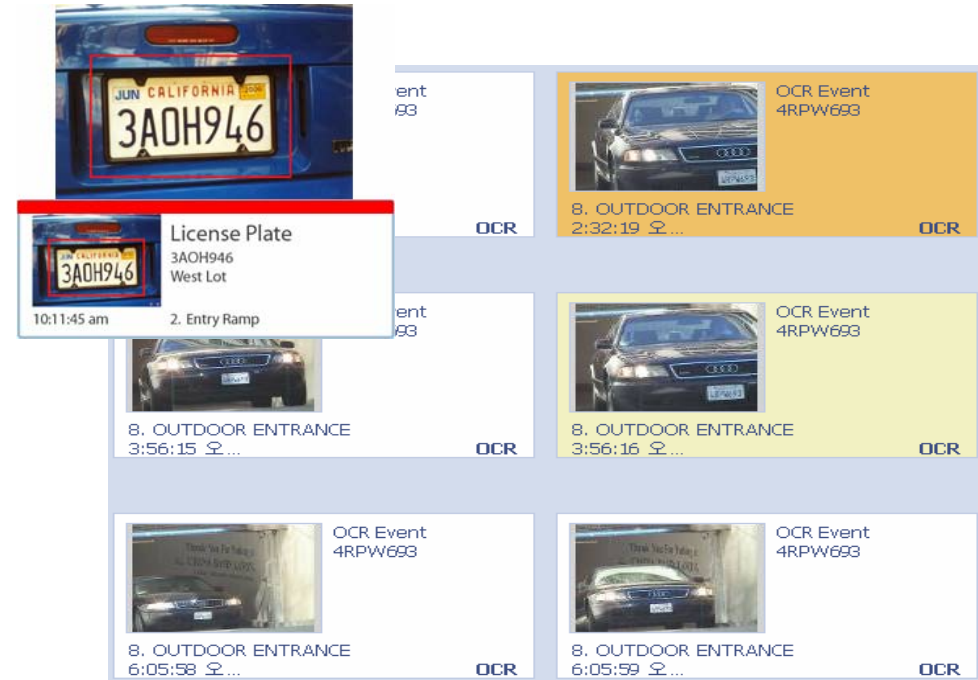 JUN CALIFORNIA 2006
3AOH946
License Plate
3AOH946
West Lot
10:11:45 am
2. Entry Ramp
OCR
OCR Event
4RPW693
8. OUTDOOR ENTRANCE
2:32:19 오...
OCR
8. OUTDOOR ENTRANCE
3:56:15 오...
OCR
OCR Event
4RPW693
8. OUTDOOR ENTRANCE
3:56:16 오...
OCR
OCR Event
4RPW693
8. OUTDOOR ENTRANCE
6:05:58 오...
OCR
OCR Event
4RPW693
8. OUTDOOR ENTRANCE
6:05:59 오...
OCR